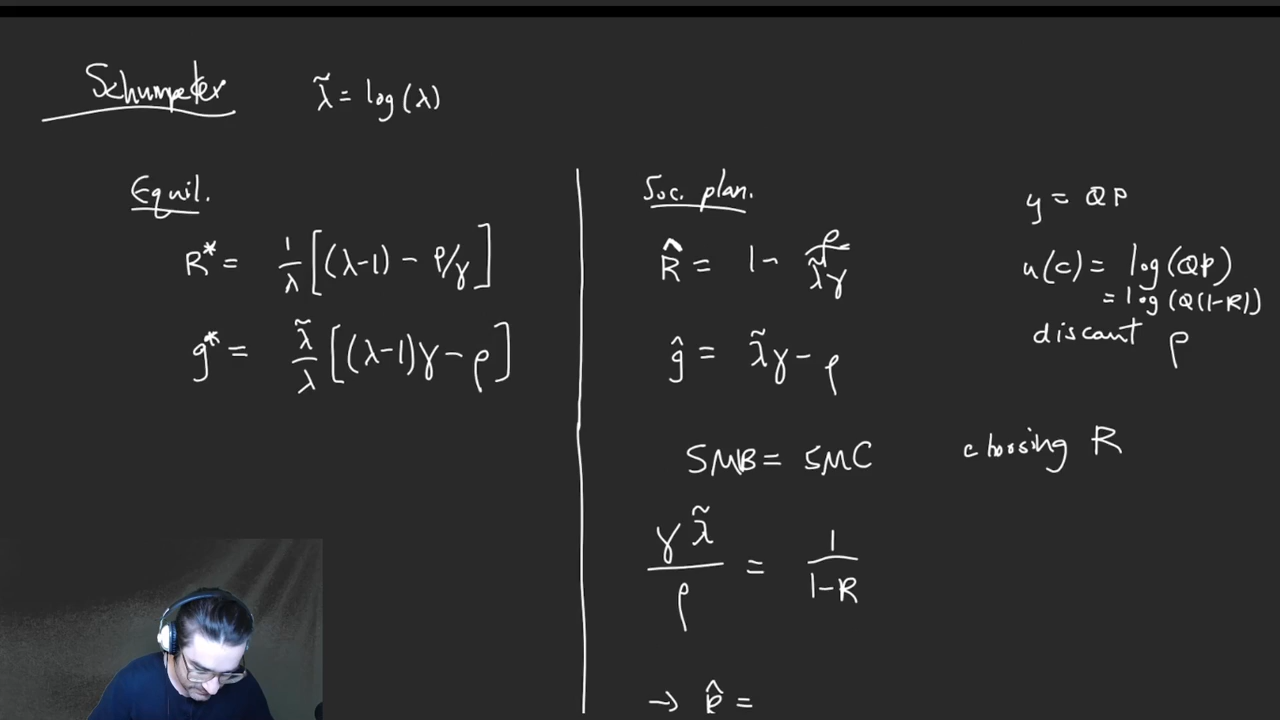 Schumpeter
λ̃ = log(λ)
Equil.
R* = 1/λ [(λ-1) - ρ/γ]
g* = λ̃/λ [(λ-1)γ - ρ]
Soc. plan.
R̂ = 1 - ρ/(λ̃γ)
ĝ = λ̃γ - ρ
SMB = SMC
γλ̃/ρ = 1/(1-R)
→ P̂ =
y = QP
u(c) = log(QP)
= log(Q(1-R))
discount ρ
choosing R